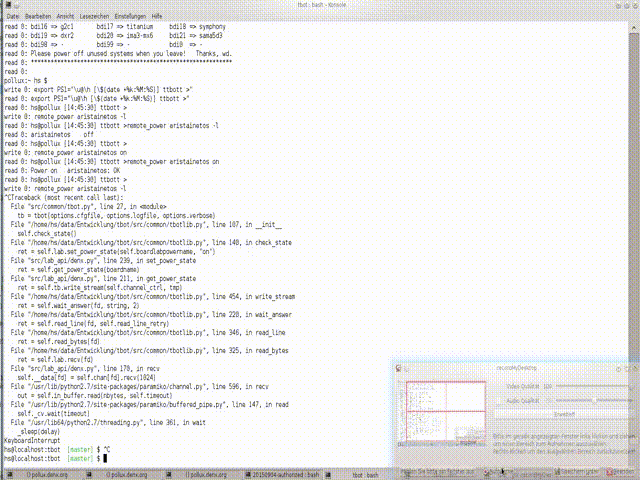 tbot : bash - Konsole
Datei Bearbeiten Ansicht Lesezeichen Einstellungen Hilfe
read 0: bdi16 => g2c1 bdi17 => titanium bdi18 => symphony
read 0: bdi19 => dxr2 bdi20 => ima3-mx6 bdi21 => sama5d3
read 0: bdi98 => - bdi99 => - bdi0 => -
read 0: Please power off unused systems when you leave! Thanks, wd.
read 0: ************************************************************
read 0:
pollux:~ hs $
write 0: export PS1="\u@\h [\$(date +%k:%M:%S)] ttbott >"
read 0: export PS1="\u@\h [\$(date +%k:%M:%S)] ttbott >"
read 0: hs@pollux [14:45:30] ttbott >
write 0: remote_power aristainetos -l
read 0: hs@pollux [14:45:30] ttbott >remote_power aristainetos -l
read 0: aristainetos off
read 0: hs@pollux [14:45:30] ttbott >
write 0: remote_power aristainetos on
read 0: hs@pollux [14:45:30] ttbott >remote_power aristainetos on
read 0: Power on aristainetos: OK
read 0: hs@pollux [14:45:30] ttbott >
write 0: remote_power aristainetos -l
^CTraceback (most recent call last):
File "src/common/tbot.py", line 27, in <module>
tb = tbot(options.cfgfile, options.logfile, options.verbose)
File "/home/hs/data/Entwicklung/tbot/src/common/tbotlib.py", line 107, in __init__
self.check_state()
File "/home/hs/data/Entwicklung/tbot/src/common/tbotlib.py", line 148, in check_state
ret = self.lab.set_power_state(self.boardlabpowername, "on")
File "src/lab_api/denx.py", line 239, in set_power_state
ret = self.get_power_state(boardname)
File "src/lab_api/denx.py", line 211, in get_power_state
ret = self.tb.write_stream(self.channel_ctrl, tmp)
File "/home/hs/data/Entwicklung/tbot/src/common/tbotlib.py", line 454, in write_stream
ret = self.wait_answer(fd, string, 2)
File "/home/hs/data/Entwicklung/tbot/src/common/tbotlib.py", line 228, in wait_answer
ret = self.read_line(fd, self.read_line_retry)
File "/home/hs/data/Entwicklung/tbot/src/common/tbotlib.py", line 346, in read_line
ret = self.read_bytes(fd)
File "/home/hs/data/Entwicklung/tbot/src/common/tbotlib.py", line 325, in read_bytes
ret = self.lab.recv(fd)
File "src/lab_api/denx.py", line 170, in recv
self.__data[fd] = self.chan[fd].recv(1024)
File "/usr/lib/python2.7/site-packages/paramiko/channel.py", line 596, in recv
out = self.in_buffer.read(nbytes, self.timeout)
File "/usr/lib/python2.7/site-packages/paramiko/buffered_pipe.py", line 147, in read
self._cv.wait(timeout)
File "/usr/lib64/python2.7/threading.py", line 361, in wait
_sleep(delay)
KeyboardInterrupt
hs@localhost:tbot [master] $ ^C
hs@localhost:tbot [master] $
recordMyDesktop
Video Qualität 100
Audio Qualität
Erweitert
() pollux.denx.org () pollux.denx.org () pollux.denx.org 20150904-authorized : bash tbot : bash